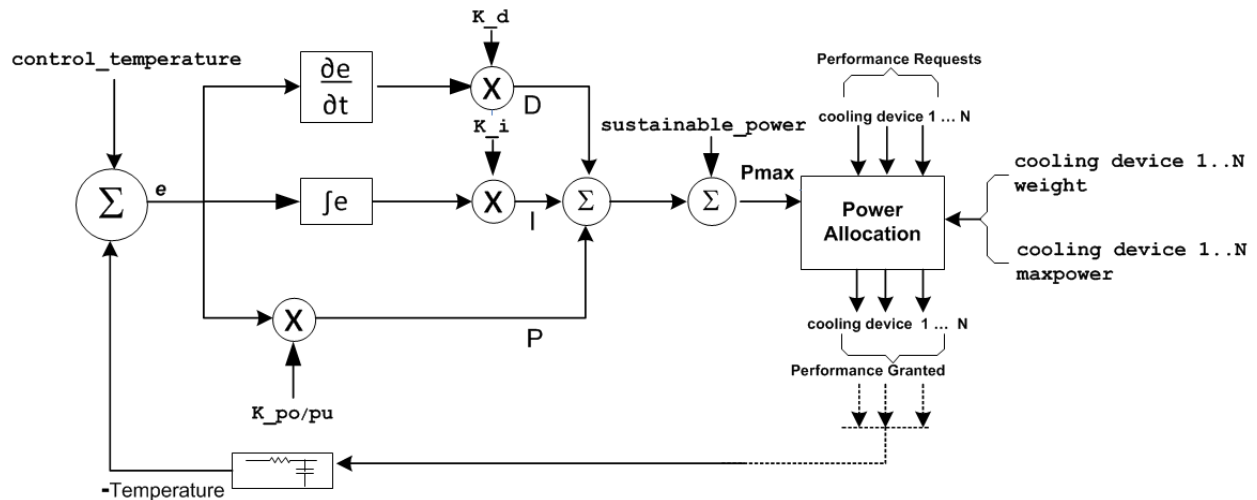 K_d
control_temperature
∂e
∂t
X
D
Performance Requests
cooling device 1 ... N
K_i
sustainable_power
Σ
e
∫e
X
I
Σ
Σ
Pmax
Power
Allocation
cooling device 1..N
weight
cooling device 1..N
maxpower
X
P
cooling device 1 ... N
Performance Granted
K_po/pu
-Temperature